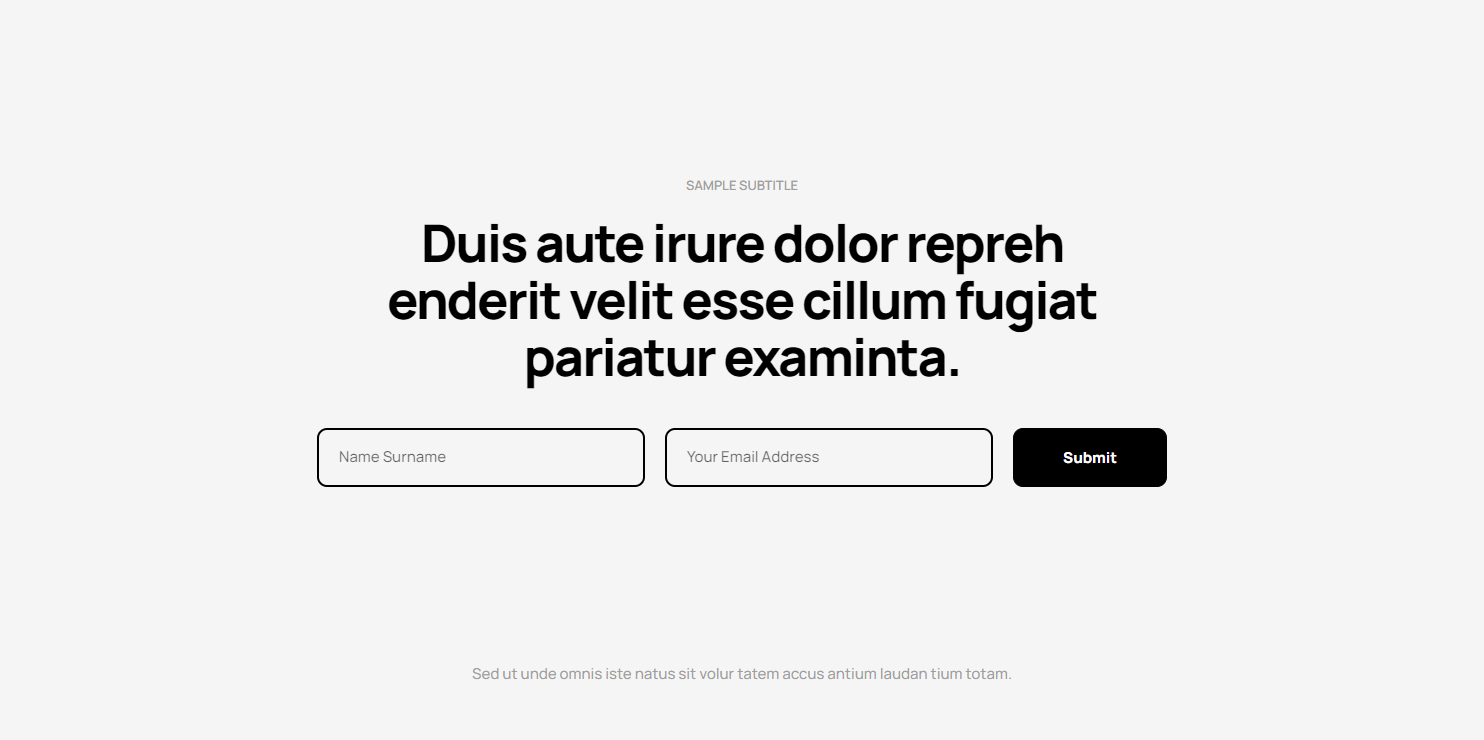 SAMPLE SUBTITLE
Duis aute irure dolor repreh
enderit velit esse cillum fugiat
pariatur examinta.
Name Surname
Your Email Address
Submit
Sed ut unde omnis iste natus sit volur tatem accus antium laudan tium totam.